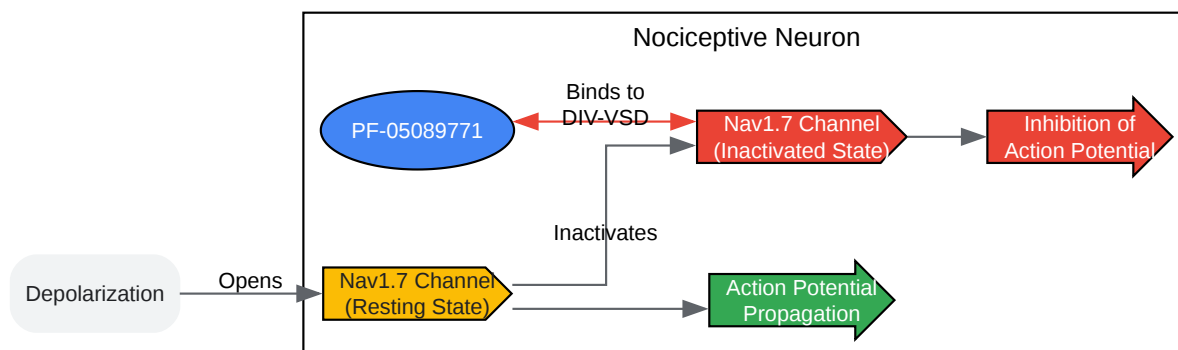 Nociceptive Neuron
Binds to
DIV-VSD
PF-05089771
Nav1.7 Channel
(Inactivated State)
Inhibition of
Action Potential
Inactivates
Depolarization
Opens
Nav1.7 Channel
(Resting State)
Action Potential
Propagation